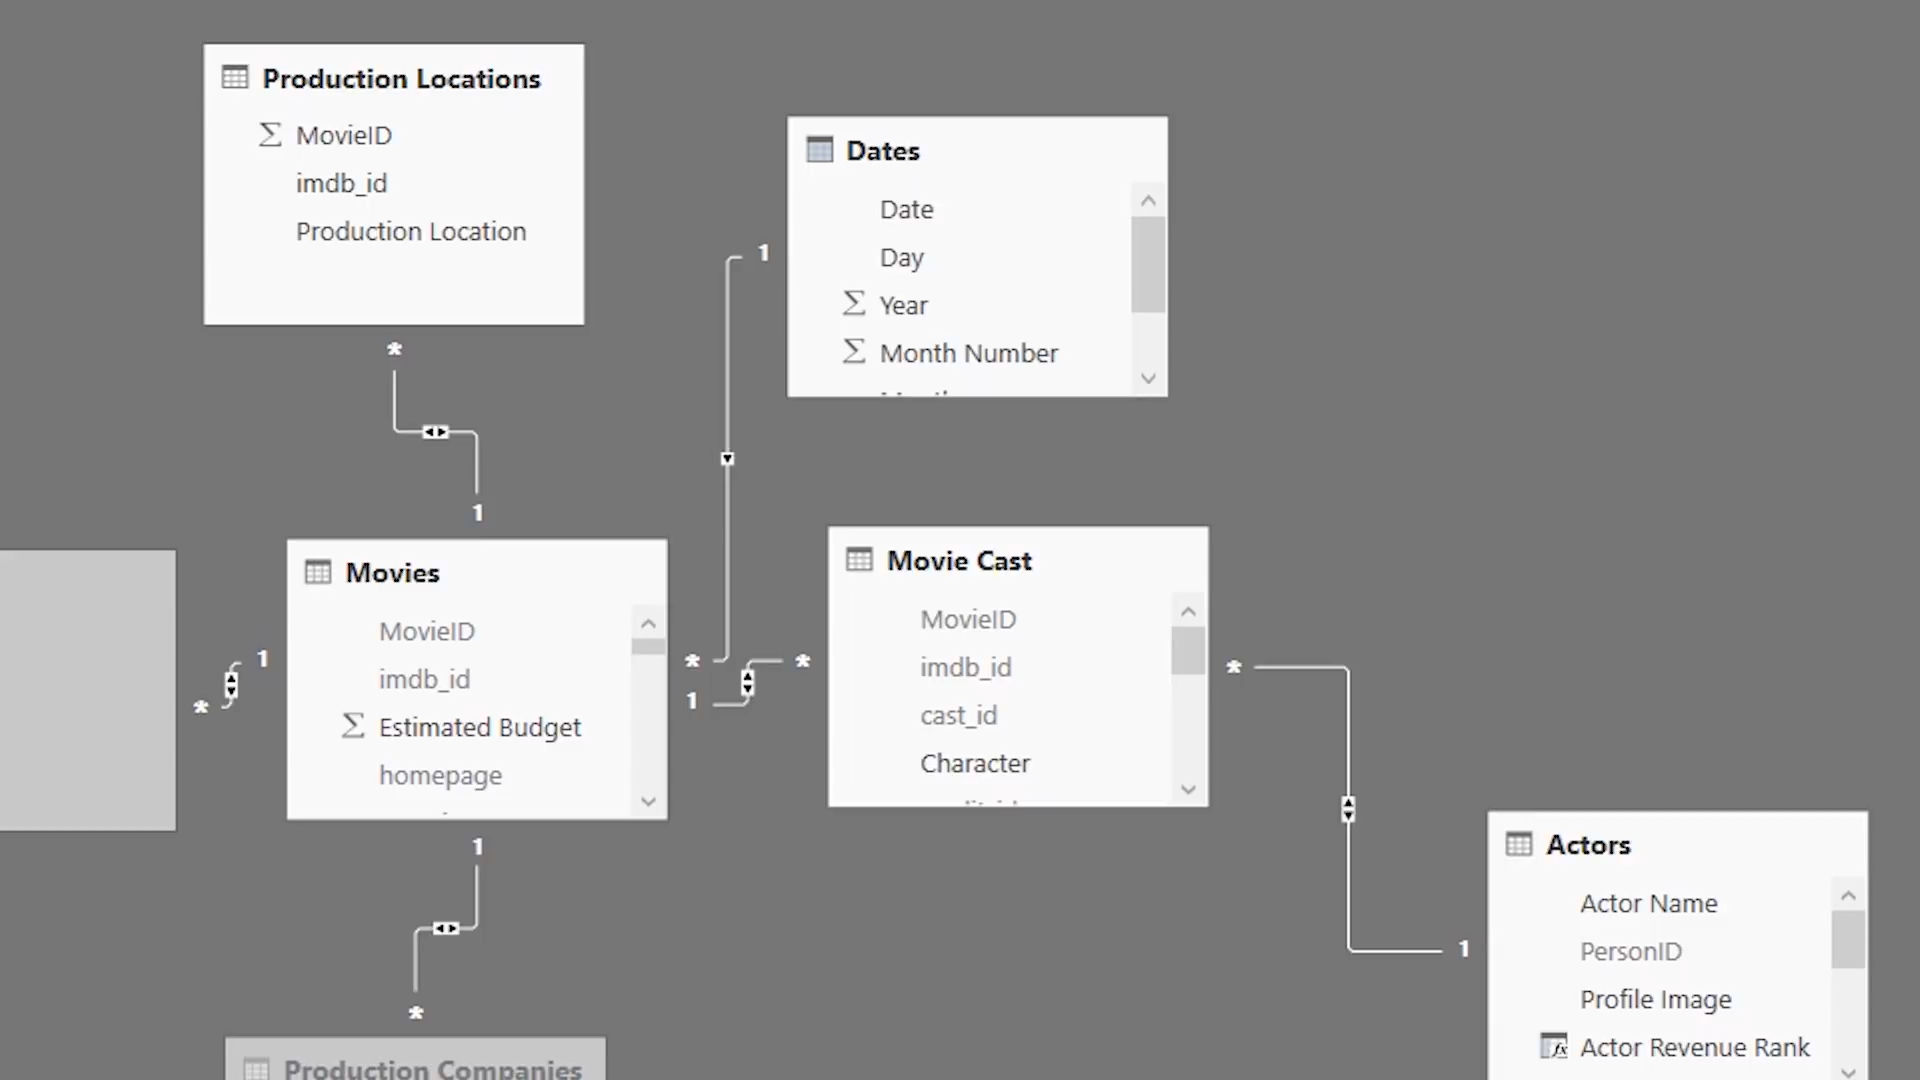 Production Locations
MovieID
imdb_id
Production Location
*
1
Dates
Date
Day
Year
Month Number
1
*
Movies
MovieID
imdb_id
Estimated Budget
homepage
1
*
1
*
Movie Cast
MovieID
imdb_id
cast_id
Character
*
1
Actors
Actor Name
PersonID
Profile Image
Actor Revenue Rank
1
*
Production Companies